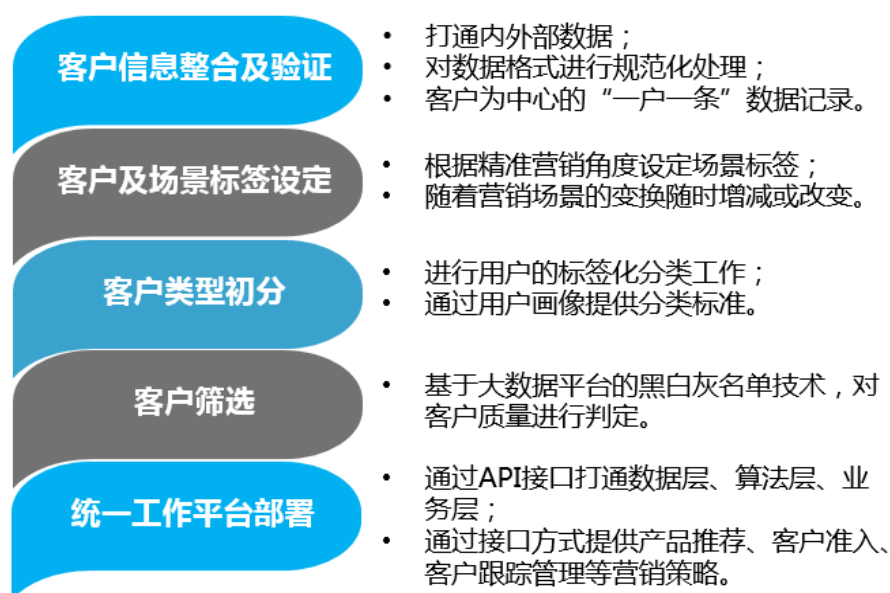 客户信息整合及验证
• 打通内外部数据；
• 对数据格式进行规范化处理；
• 客户为中心的“一户一条”数据记录。
客户及场景标签设定
• 根据精准营销角度设定场景标签；
• 随着营销场景的变换随时增减或改变。
客户类型初分
• 进行用户的标签化分类工作；
• 通过用户画像提供分类标准。
客户筛选
• 基于大数据平台的黑白灰名单技术，对
客户质量进行判定。
统一工作平台部署
• 通过API接口打通数据层、算法层、业
务层；
• 通过接口方式提供产品推荐、客户准入、
客户跟踪管理等营销策略。